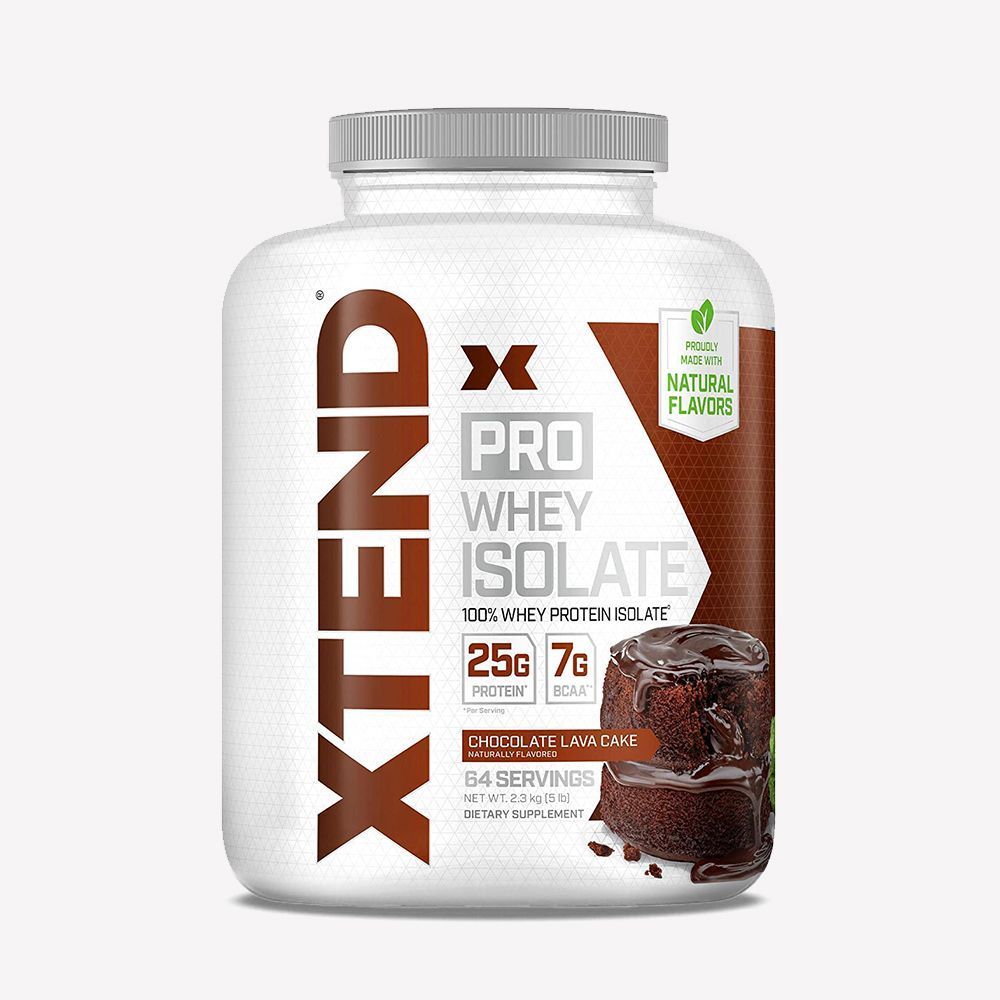 XTEND®
PROUDLY
MADE WITH
NATURAL
FLAVORS
PRO
WHEY
ISOLATE
100% WHEY PROTEIN ISOLATE◊
25G
PROTEIN*
7G
BCAA**
*Per Serving
CHOCOLATE LAVA CAKE
NATURALLY FLAVORED
64 SERVINGS
NET WT. 2.3 kg (5 lb)
DIETARY SUPPLEMENT